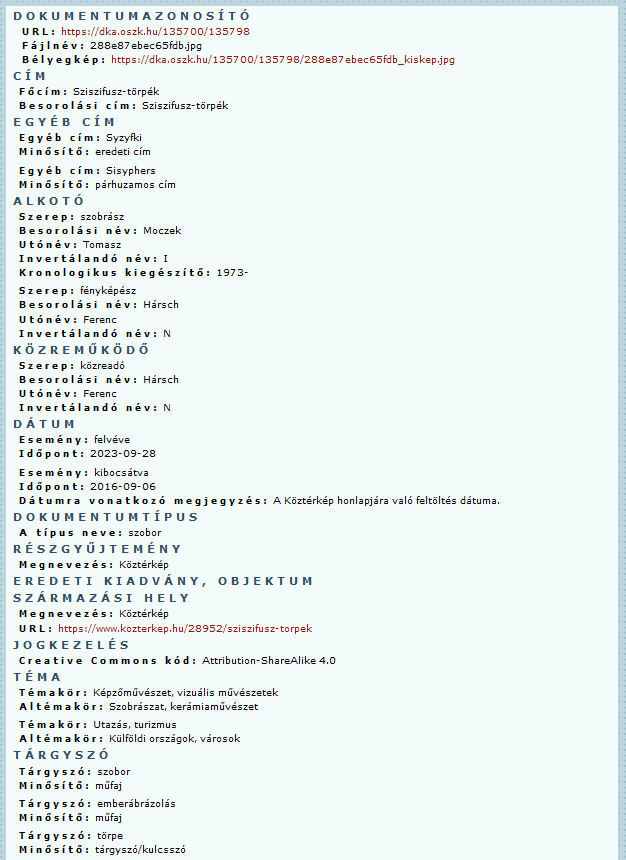 DOKUMENTUMAZONOSÍTÓ
URL: https://dka.oszk.hu/135700/135798
Fájlnév: 288e87ebec65fdb.jpg
Bélyegkép: https://dka.oszk.hu/135700/135798/288e87ebec65fdb_kiskep.jpg
CÍM
Főcím: Sziszifusz-törpék
Besorolási cím: Sziszifusz-törpék
EGYÉB CÍM
Egyéb cím: Syzyfki
Minősítő: eredeti cím
Egyéb cím: Sisyphers
Minősítő: párhuzamos cím
ALKOTÓ
Szerep: szobrász
Besorolási név: Moczek
Utónév: Tomasz
Invertálandó név: I
Kronologikus kiegészítő: 1973-
Szerep: fényképész
Besorolási név: Hársch
Utónév: Ferenc
Invertálandó név: N
KÖZREMŰKÖDŐ
Szerep: közreadó
Besorolási név: Hársch
Utónév: Ferenc
Invertálandó név: N
DÁTUM
Esemény: felvéve
Időpont: 2023-09-28
Esemény: kibocsátva
Időpont: 2016-09-06
Dátumra vonatkozó megjegyzés: A Köztérkép honlapjára való feltöltés dátuma.
DOKUMENTUMTÍPUS
A típus neve: szobor
RÉSZGYŰJTEMÉNY
Megnevezés: Köztérkép
EREDETI KIADVÁNY, OBJEKTUM
SZÁRMAZÁSI HELY
Megnevezés: Köztérkép
URL: https://www.kozterkep.hu/28952/sziszifusz-torpek
JOGKEZELÉS
Creative Commons kód: Attribution-ShareAlike 4.0
TÉMA
Témakör: Képzőművészet, vizuális művészetek
Altémakör: Szobrászat, kerámiaművészet
Témakör: Utazás, turizmus
Altémakör: Külföldi országok, városok
TÁRGYSZÓ
Tárgyszó: szobor
Minősítő: műfaj
Tárgyszó: emberábrázolás
Minősítő: műfaj
Tárgyszó: törpe
Minősítő: tárgyszó/kulcsszó